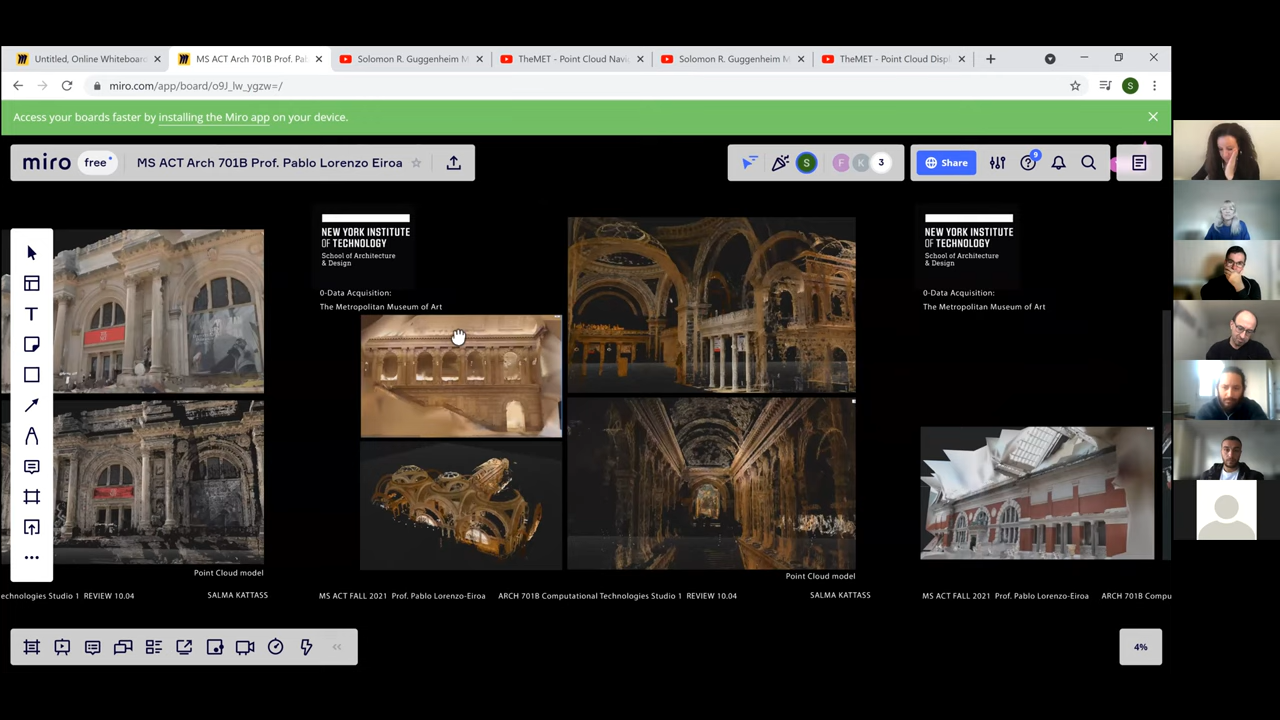 Untitled, Online Whiteboard
MS ACT Arch 701B Prof. Pa
Solomon R. Guggenheim M
TheMET - Point Cloud Navi
Solomon R. Guggenheim M
TheMET - Point Cloud Disp
miro.com/app/board/o9J_lw_ygzw=/
S
Access your boards faster by installing the Miro app on your device.
miro
free
MS ACT Arch 701B Prof. Pablo Lorenzo Eiroa
S
F
K
3
Share
9
NEW YORK INSTITUTE
OF TECHNOLOGY
School of Architecture
& Design
0-Data Acquisition:
The Metropolitan Museum of Art
NEW YORK INSTITUTE
OF TECHNOLOGY
School of Architecture
& Design
0-Data Acquisition:
The Metropolitan Museum of Art
T
Point Cloud model
Point Cloud model
echnologies Studio 1 REVIEW 10.04
SALMA KATTASS
MS ACT FALL 2021 Prof. Pablo Lorenzo-Eiroa
ARCH 701B Computational Technologies Studio 1 REVIEW 10.04
SALMA KATTASS
MS ACT FALL 2021 Prof. Pablo Lorenzo-Eiroa
ARCH 701B Compu
4%